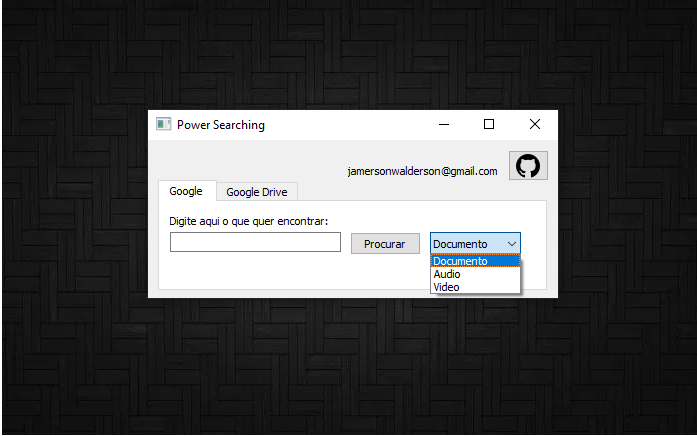 Power Searching
jamersonwalderson@gmail.com
Google
Google Drive
Digite aqui o que quer encontrar:
Procurar
Documento
Documento
Audio
Video